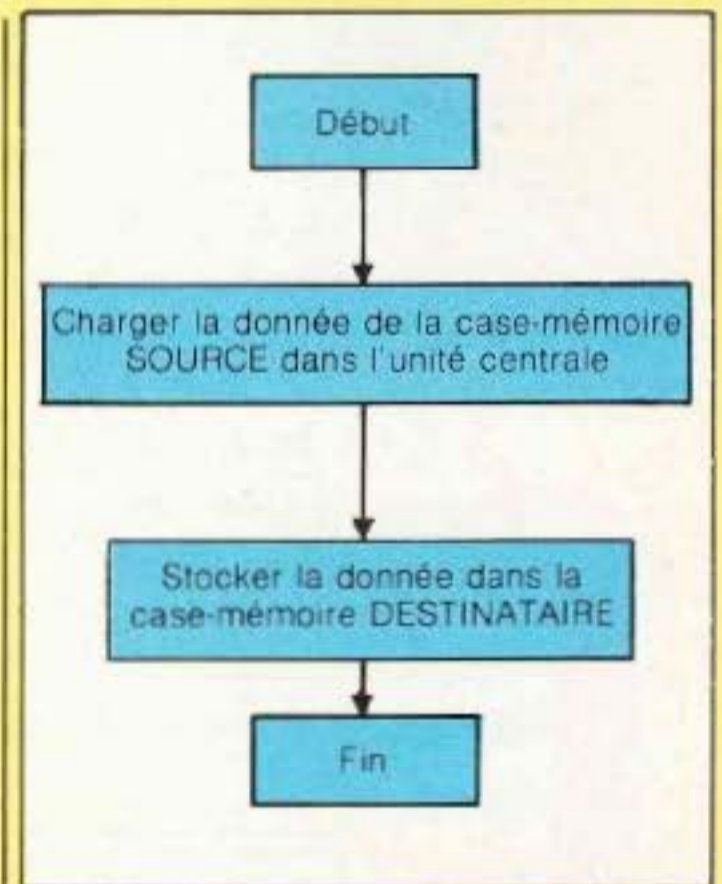 Début
Charger la donnée de la case-mémoire
SOURCE dans l'unité centrale
Stocker la donnée dans la
case-mémoire DESTINATAIRE
Fin